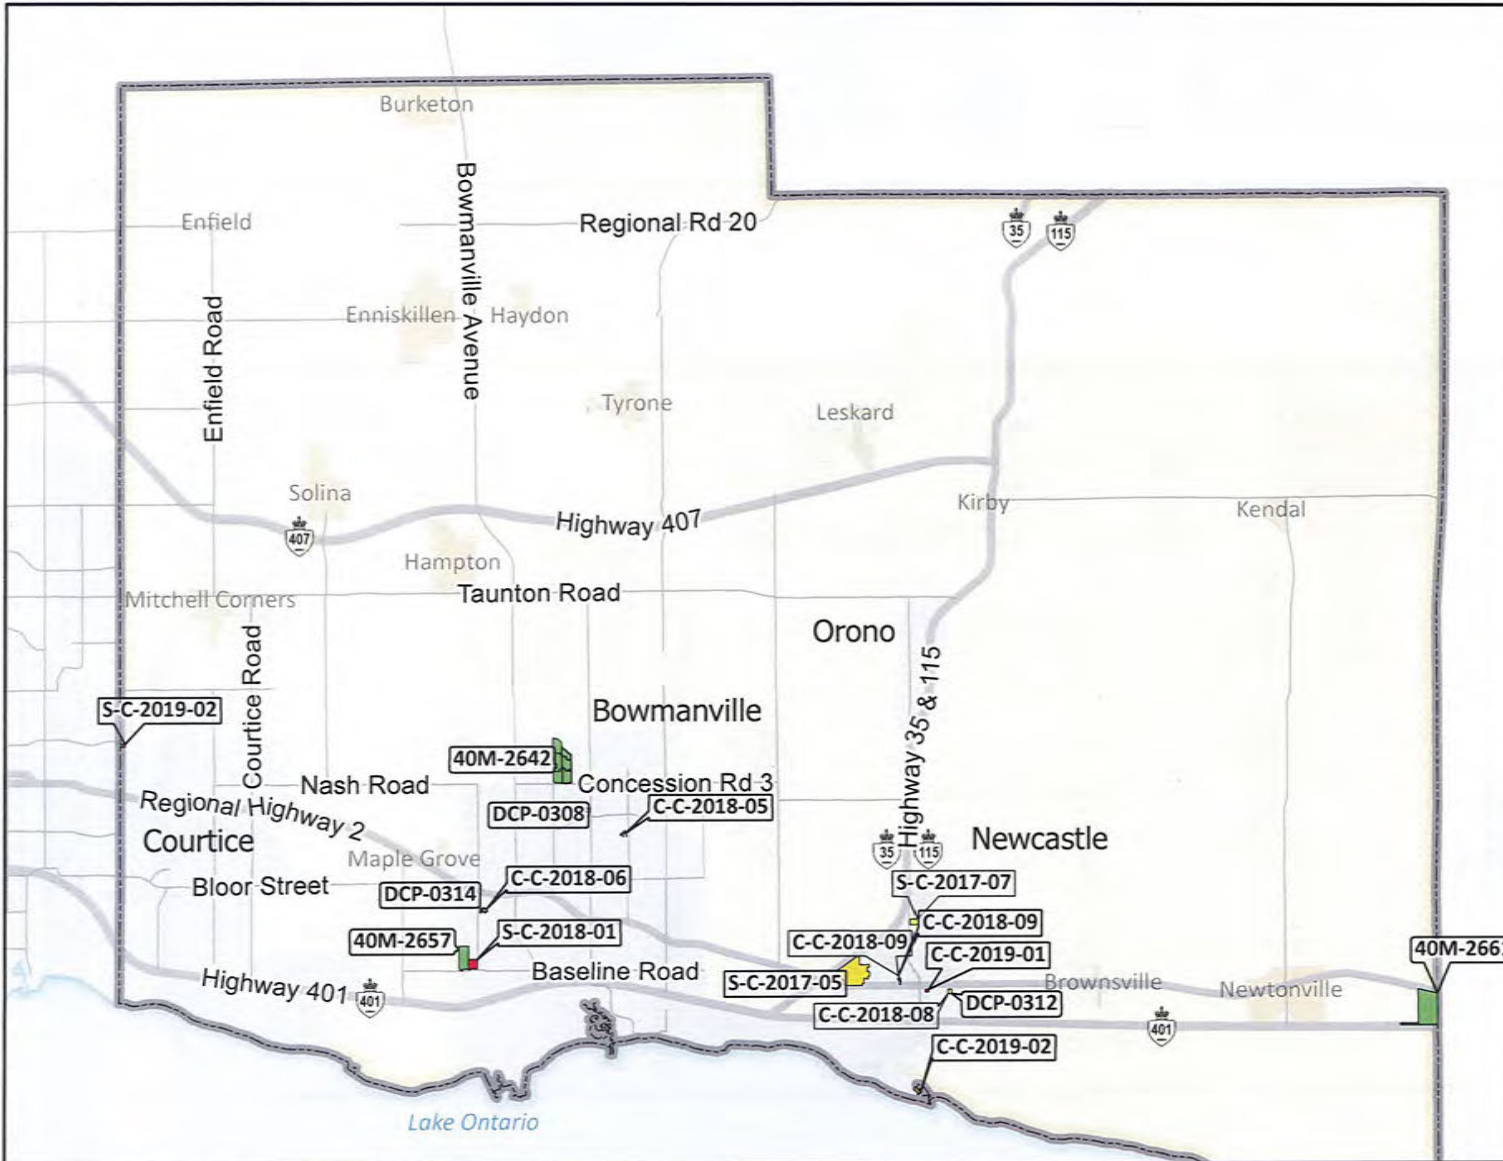 Burketon
Enfield
Bowmanville Avenue
Regional Rd 20
35
115
Enfield Road
Enniskillen
Haydon
Tyrone
Leskard
Solina
407
Highway 407
Kirby
Kendal
Hampton
Mitchell Corners
Taunton Road
Courtice Road
Orono
Highway 35 & 115
S-C-2019-02
Bowmanville
40M-2642
Nash Road
Concession Rd 3
Regional Highway 2
DCP-0308
C-C-2018-05
Courtice
Maple Grove
35
115
Newcastle
Bloor Street
DCP-0314
C-C-2018-06
S-C-2017-07
40M-2657
S-C-2018-01
C-C-2018-09
C-C-2018-09
C-C-2019-01
40M-2661
Highway 401
401
Baseline Road
S-C-2017-05
Brownsville
Newtonville
C-C-2018-08
DCP-0312
401
C-C-2019-02
Lake Ontario